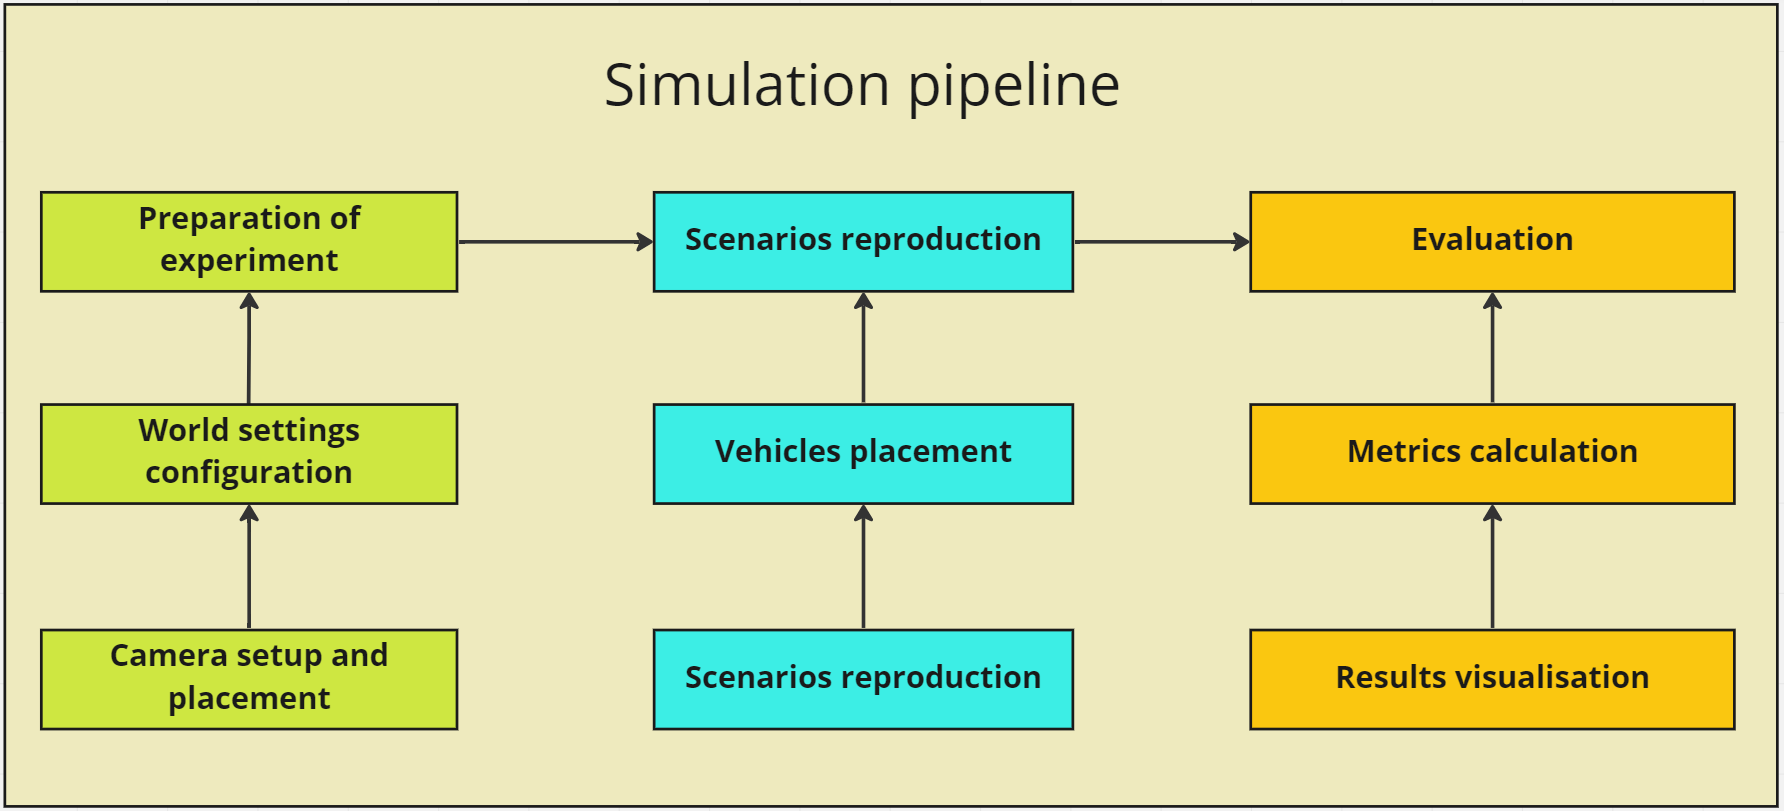 Simulation pipeline
Preparation of
experiment
Scenarios reproduction
Evaluation
World settings
configuration
Vehicles placement
Metrics calculation
Camera setup and
placement
Scenarios reproduction
Results visualisation